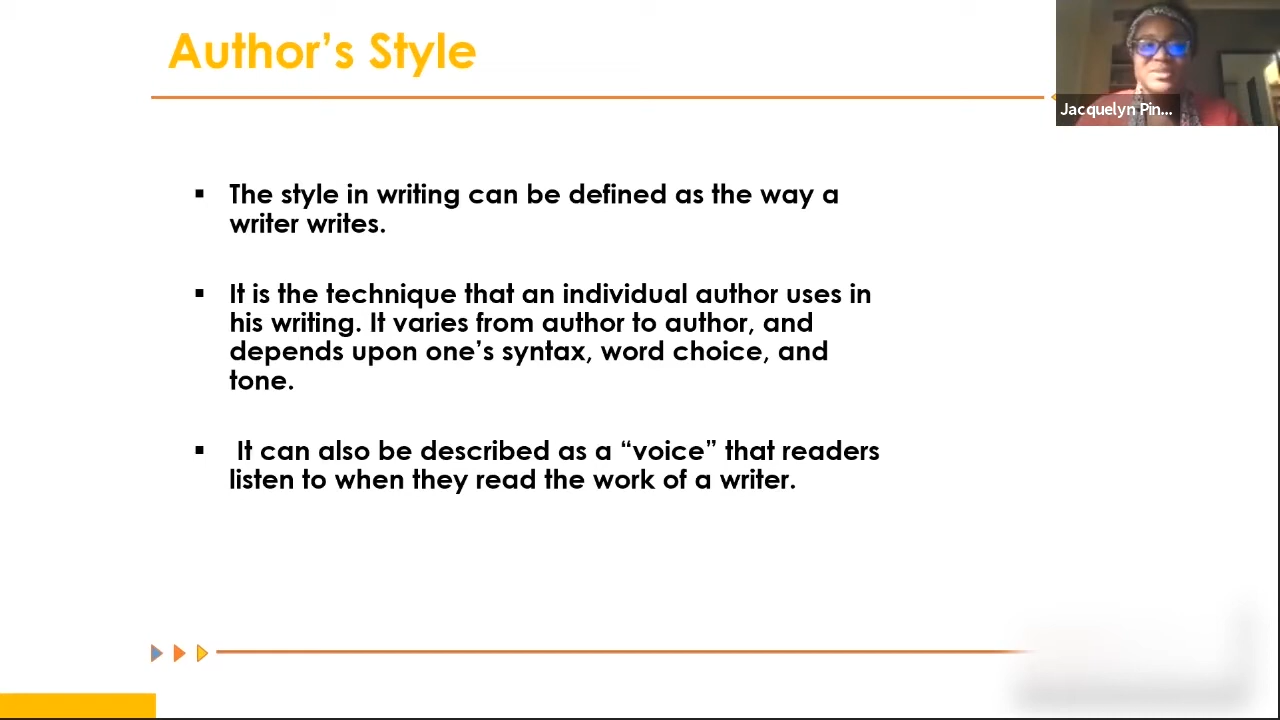 Author’s Style
Jacquelyn Pin...
▪ The style in writing can be defined as the way a
writer writes.
▪ It is the technique that an individual author uses in
his writing. It varies from author to author, and
depends upon one’s syntax, word choice, and
tone.
▪ It can also be described as a “voice” that readers
listen to when they read the work of a writer.